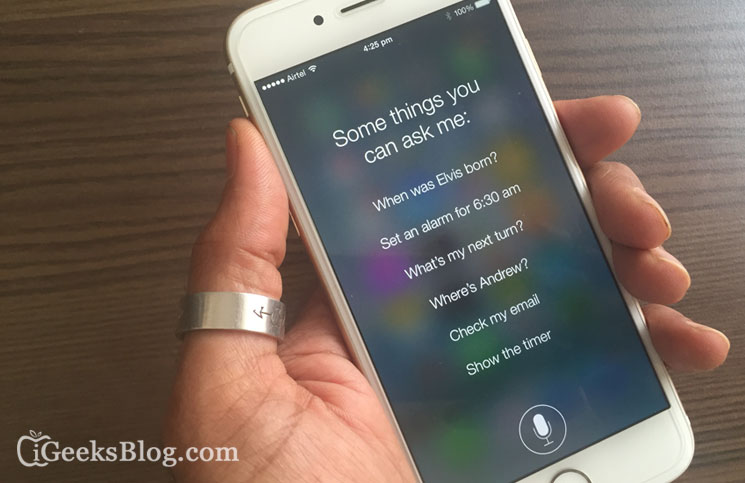 Airtel
4:25 pm
100%
Some things you
can ask me:
When was Elvis born?
Set an alarm for 6:30 am
What's my next turn?
Where's Andrew?
Check my email
Show the timer
iGeeksBlog.com